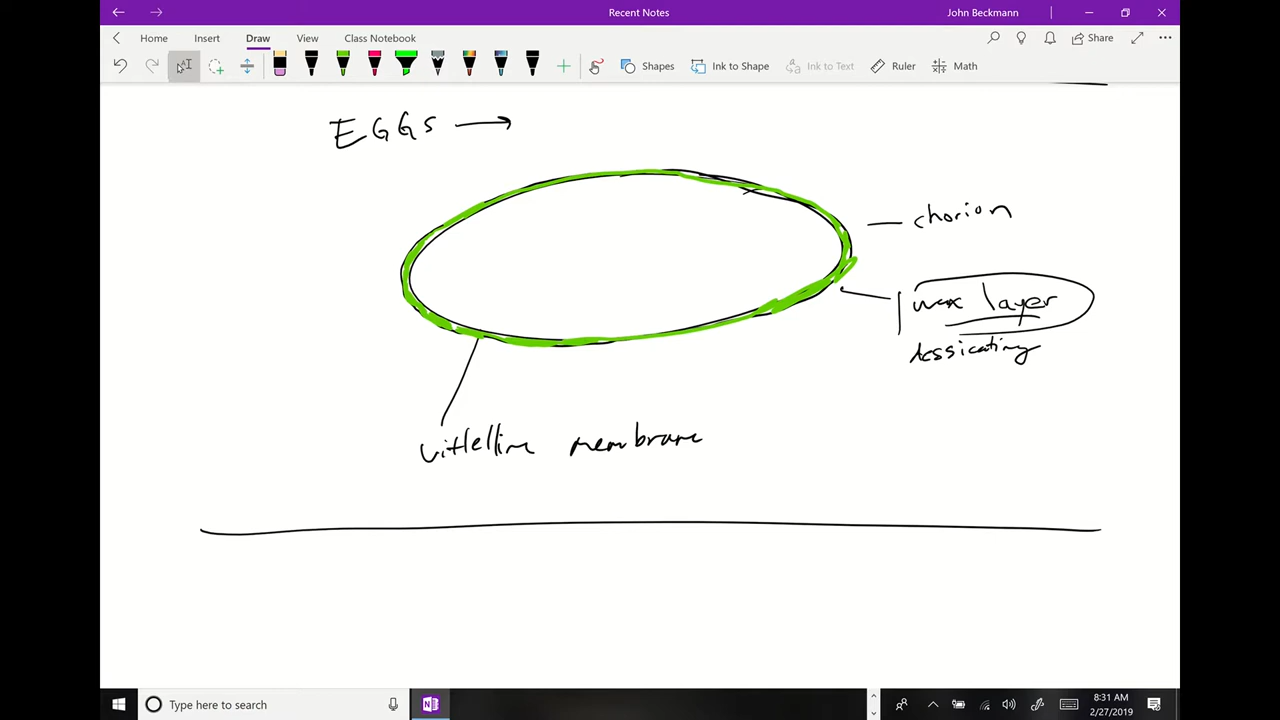 Recent Notes
John Beckmann
Home Insert Draw View Class Notebook
Share
Shapes Ink to Shape Ink to Text Ruler Math
EGGs →
chorion
wax layer
dessicating
vitlelline membrane
Type here to search
8:31 AM
2/27/2019